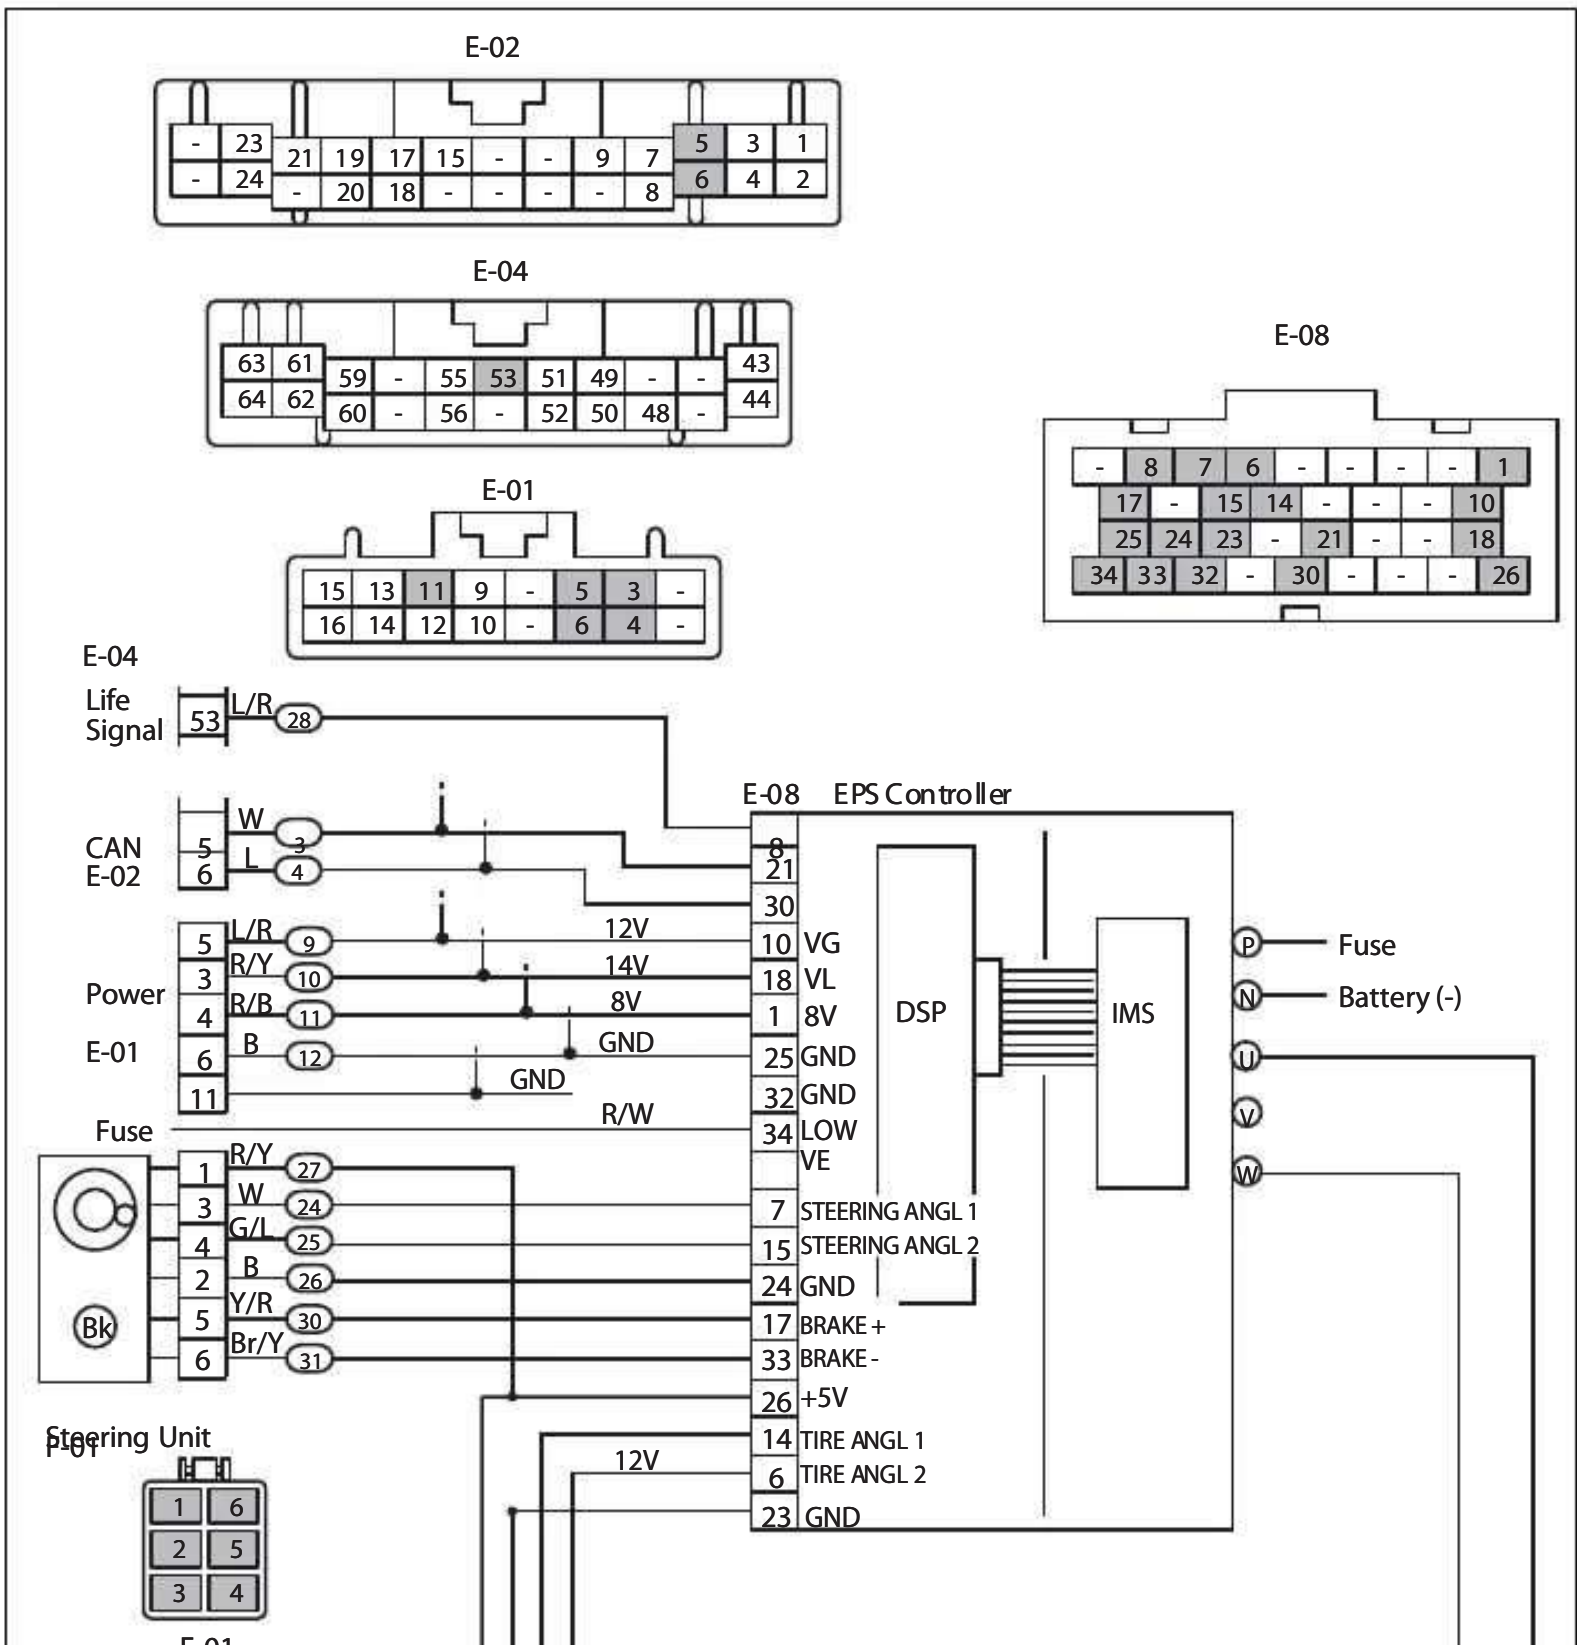 E-02
- 23 21 19 17 15 - - 9 7 5 3 1
- 24 - 20 18 - - - - 8 6 4 2
E-04
63 61 59 - 55 53 51 49 - - 43
64 62 60 - 56 - 52 50 48 - 44
E-01
15 13 11 9 - 5 3 -
16 14 12 10 - 6 4 -
E-08
- 8 7 6 - - - - 1
17 - 15 14 - - - 10
25 24 23 - 21 - - 18
34 33 32 - 30 - - - 26
E-04
Life
Signal
53 L/R 28
E-08 EPS Controller
CAN
E-02
5 W 3
6 L 4
8
21
30
Power
E-01
5 L/R 9 12V 10 VG
3 R/Y 10 14V 18 VL
4 R/B 11 8V 1 8V
6 B 12 GND 25 GND
11 GND 32 GND
Fuse R/W 34 LOW
VE
DSP
IMS
P Fuse
N Battery (-)
U
V
W
1 R/Y 27
3 W 24 7 STEERING ANGL 1
4 G/L 25 15 STEERING ANGL 2
2 B 26 24 GND
Bk
5 Y/R 30 17 BRAKE +
6 Br/Y 31 33 BRAKE -
26 +5V
14 TIRE ANGL 1
12V 6 TIRE ANGL 2
23 GND
Steering Unit
F-01
1 6
2 5
3 4